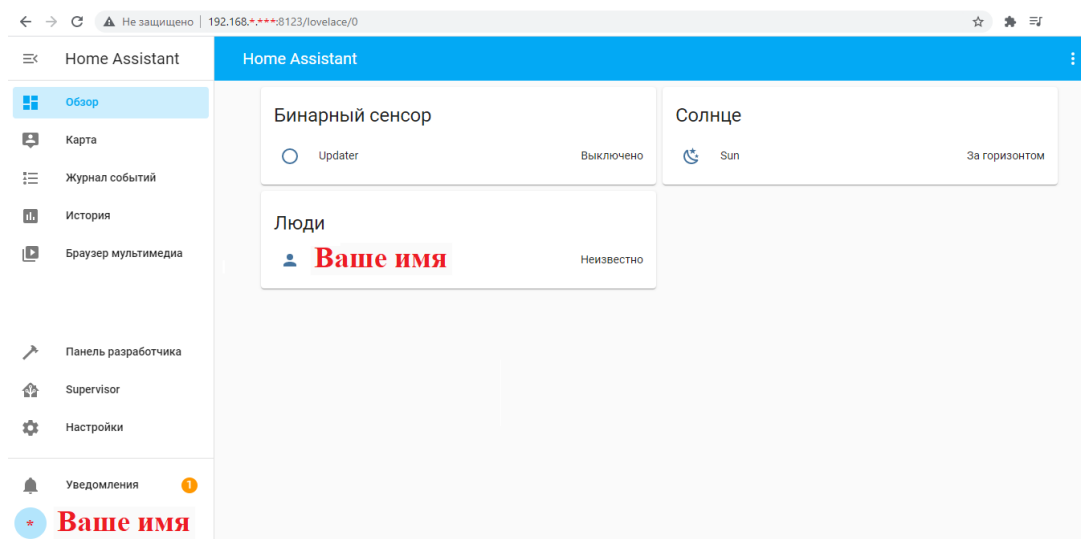 Не защищено | 192.168.*.***:8123/lovelace/0
Home Assistant
Home Assistant
Обзор
Карта
Журнал событий
История
Браузер мультимедиа
Панель разработчика
Supervisor
Настройки
Уведомления 1
* Ваше имя
Бинарный сенсор
Updater Выключено
Солнце
Sun За горизонтом
Люди
Ваше имя Неизвестно